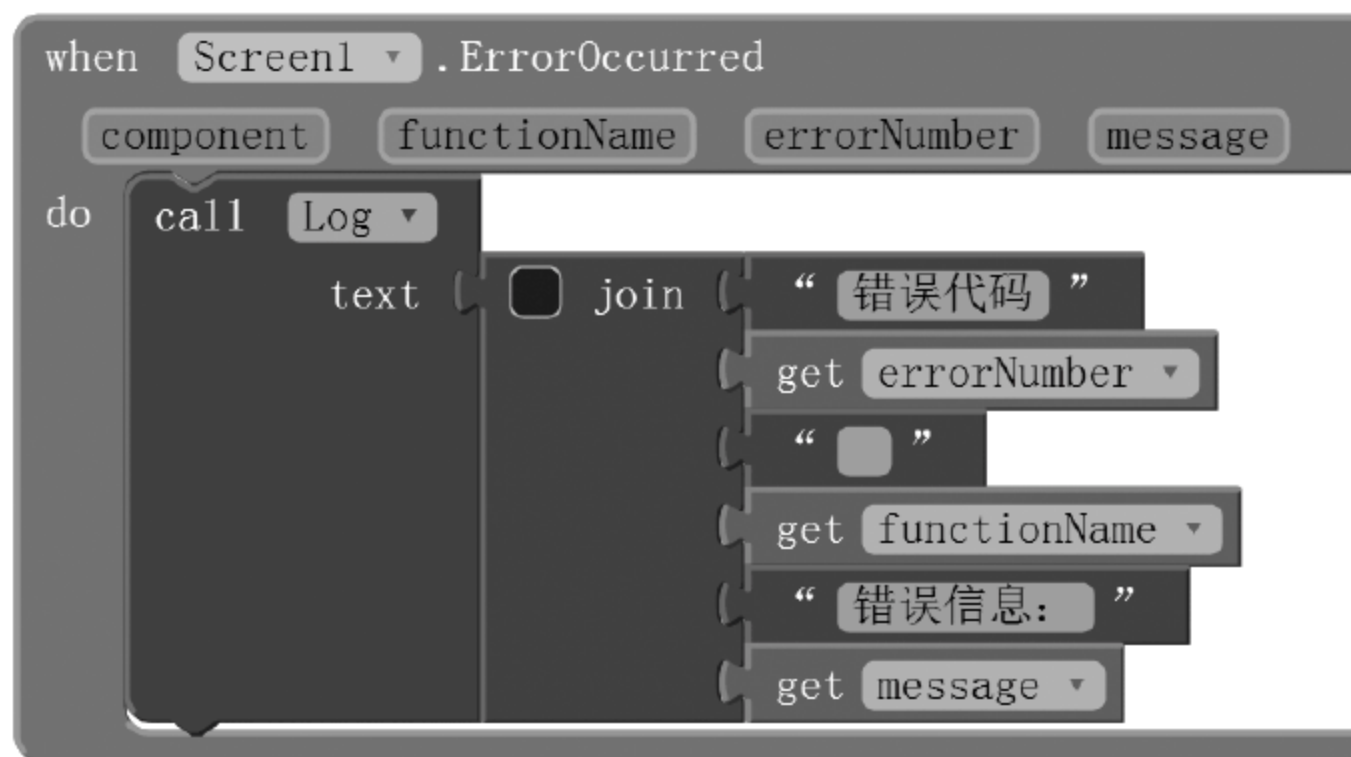 when Screen1 .ErrorOccurred
component functionName errorNumber message
do call Log
text join “ 错误代码 ”
get errorNumber
“ ”
get functionName
“ 错误信息： ”
get message